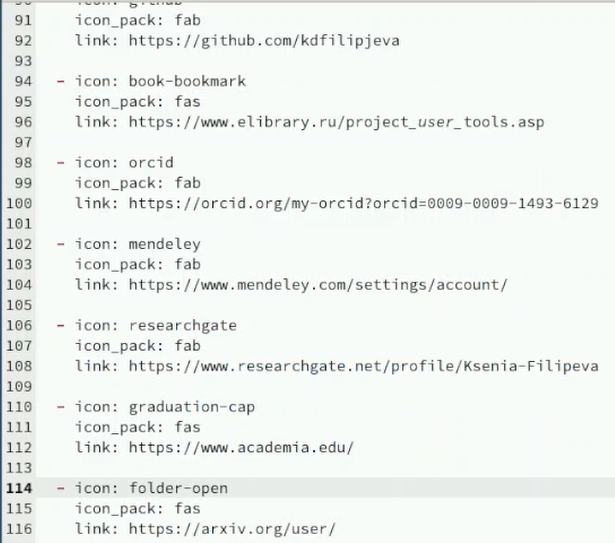 90 icon: github
91 icon_pack: fab
92 link: https://github.com/kdfilipjeva
93
94 - icon: book-bookmark
95 icon_pack: fas
96 link: https://www.elibrary.ru/project_user_tools.asp
97
98 - icon: orcid
99 icon_pack: fab
100 link: https://orcid.org/my-orcid?orcid=0009-0009-1493-6129
101
102 - icon: mendeley
103 icon_pack: fab
104 link: https://www.mendeley.com/settings/account/
105
106 - icon: researchgate
107 icon_pack: fab
108 link: https://www.researchgate.net/profile/Ksenia-Filipeva
109
110 - icon: graduation-cap
111 icon_pack: fas
112 link: https://www.academia.edu/
113
114 - icon: folder-open
115 icon_pack: fas
116 link: https://arxiv.org/user/